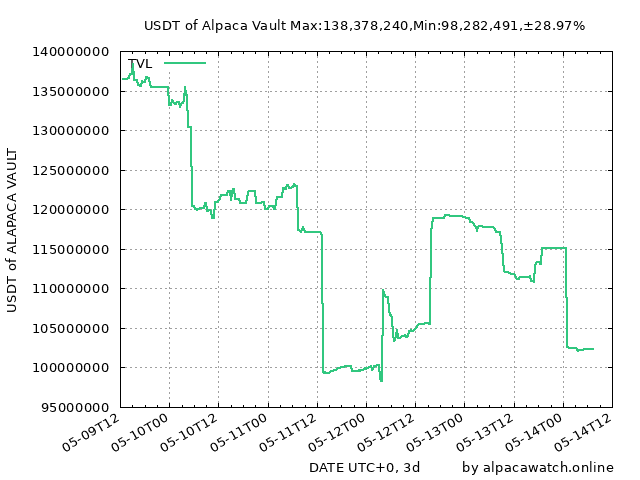 USDT of Alpaca Vault Max:138,378,240,Min:98,282,491,±28.97%
TVL
140000000
135000000
130000000
125000000
120000000
115000000
110000000
105000000
100000000
95000000
USDT of ALAPACA VAULT
05-09T12
05-10T00
05-10T12
05-11T00
05-11T12
05-12T00
05-12T12
05-13T00
05-13T12
05-14T00
05-14T12
DATE UTC+0, 3d
by alpacawatch.online